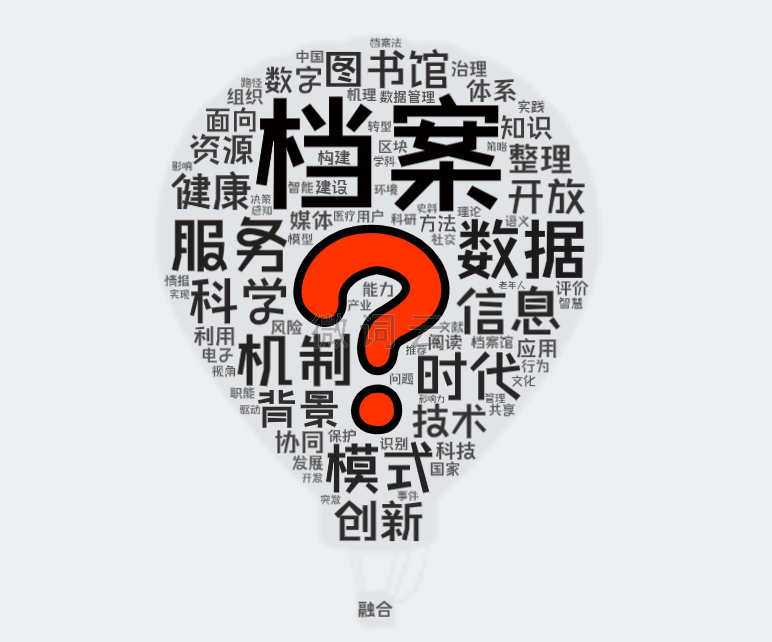 档案法
中国 图书馆 治理
路径 数字 机理 数据管理 体系
组织 实践
面向 档案 转型 知识
资源 构建 区块 策略 整理
影响 学科
健康 智能 建设 环境 开放
决策
感知 媒体 医疗 用户 科研 史料 方法 理论 语义
服务 模型 社交 数据
情报 能力 老年人 评价
实现 科学 产业 信息 智慧
风险 微词云 文献
利用 机制 推荐 阅读 档案馆 应用
电子
视角 问题 时代 行为
文化
职能 背景 影响力 管理 共享
驱动 技术
协同 保护 识别 科技
发展 模式 国家
开发
突发 事件
创新
融合
?